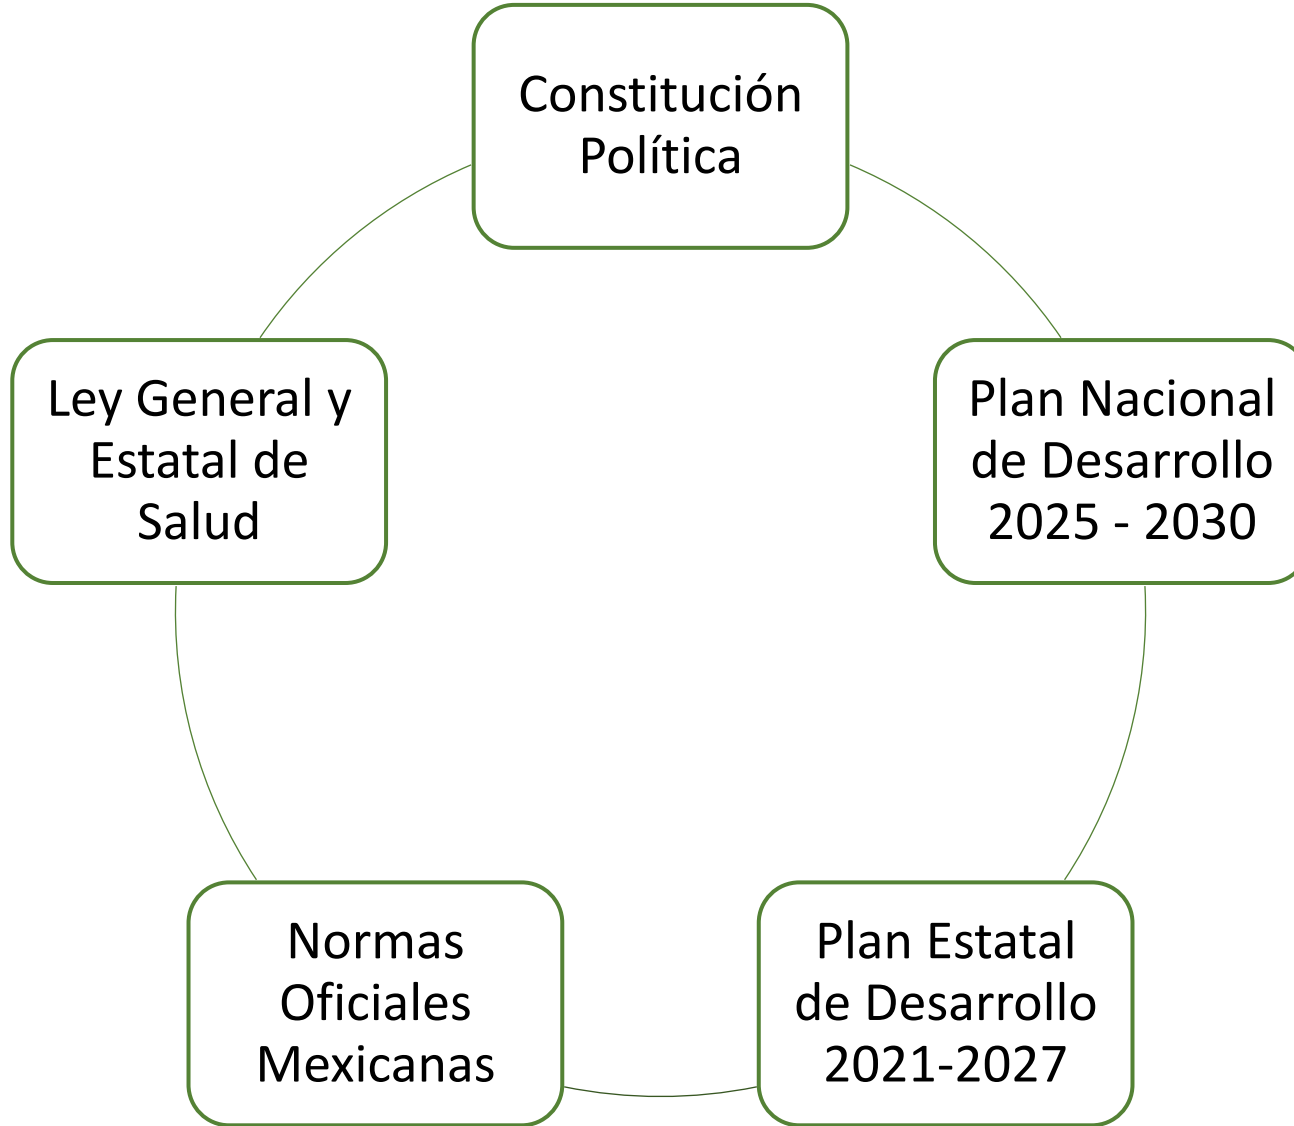 Constitución
Política
Ley General y
Estatal de
Salud
Plan Nacional
de Desarrollo
2025 - 2030
Normas
Oficiales
Mexicanas
Plan Estatal
de Desarrollo
2021-2027